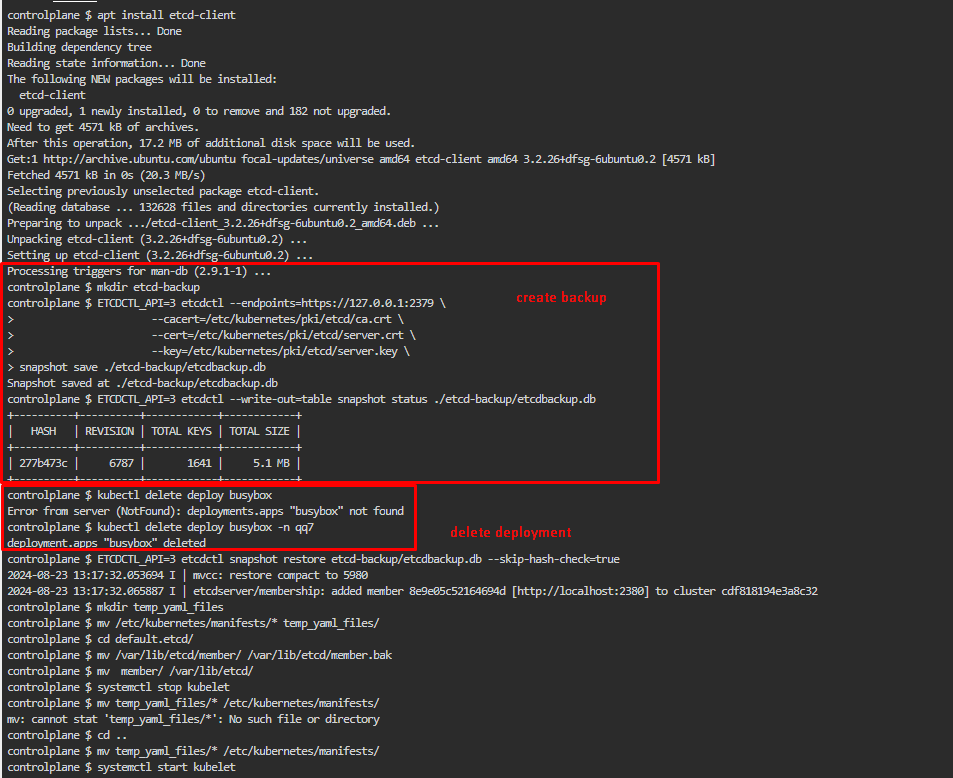 controlplane $ apt install etcd-client
Reading package lists... Done
Building dependency tree
Reading state information... Done
The following NEW packages will be installed:
  etcd-client
0 upgraded, 1 newly installed, 0 to remove and 182 not upgraded.
Need to get 4571 kB of archives.
After this operation, 17.2 MB of additional disk space will be used.
Get:1 http://archive.ubuntu.com/ubuntu focal-updates/universe amd64 etcd-client amd64 3.2.26+dfsg-6ubuntu0.2 [4571 kB]
Fetched 4571 kB in 0s (20.3 MB/s)
Selecting previously unselected package etcd-client.
(Reading database ... 132628 files and directories currently installed.)
Preparing to unpack .../etcd-client_3.2.26+dfsg-6ubuntu0.2_amd64.deb ...
Unpacking etcd-client (3.2.26+dfsg-6ubuntu0.2) ...
Setting up etcd-client (3.2.26+dfsg-6ubuntu0.2) ...
Processing triggers for man-db (2.9.1-1) ...
controlplane $ mkdir etcd-backup
create backup
controlplane $ ETCDCTL_API=3 etcdctl --endpoints=https://127.0.0.1:2379 \
>                       --cacert=/etc/kubernetes/pki/etcd/ca.crt \
>                       --cert=/etc/kubernetes/pki/etcd/server.crt \
>                       --key=/etc/kubernetes/pki/etcd/server.key \
> snapshot save ./etcd-backup/etcdbackup.db
Snapshot saved at ./etcd-backup/etcdbackup.db
controlplane $ ETCDCTL_API=3 etcdctl --write-out=table snapshot status ./etcd-backup/etcdbackup.db
+----------+----------+------------+------------+
|   HASH   | REVISION | TOTAL KEYS | TOTAL SIZE |
+----------+----------+------------+------------+
| 277b473c |     6787 |       1641 |     5.1 MB |
+----------+----------+------------+------------+
controlplane $ kubectl delete deploy busybox
Error from server (NotFound): deployments.apps "busybox" not found
controlplane $ kubectl delete deploy busybox -n qq7
delete deployment
deployment.apps "busybox" deleted
controlplane $ ETCDCTL_API=3 etcdctl snapshot restore etcd-backup/etcdbackup.db --skip-hash-check=true
2024-08-23 13:17:32.053694 I | mvcc: restore compact to 5980
2024-08-23 13:17:32.065887 I | etcdserver/membership: added member 8e9e05c52164694d [http://localhost:2380] to cluster cdf818194e3a8c32
controlplane $ mkdir temp_yaml_files
controlplane $ mv /etc/kubernetes/manifests/* temp_yaml_files/
controlplane $ cd default.etcd/
controlplane $ mv /var/lib/etcd/member/ /var/lib/etcd/member.bak
controlplane $ mv  member/ /var/lib/etcd/
controlplane $ systemctl stop kubelet
controlplane $ mv temp_yaml_files/* /etc/kubernetes/manifests/
mv: cannot stat 'temp_yaml_files/*': No such file or directory
controlplane $ cd ..
controlplane $ mv temp_yaml_files/* /etc/kubernetes/manifests/
controlplane $ systemctl start kubelet